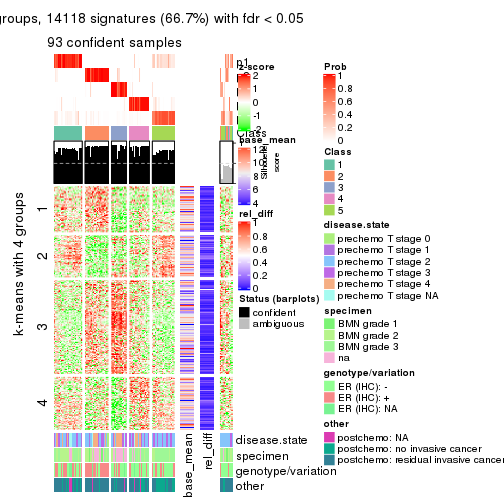 groups, 14118 signatures (66.7%) with fdr < 0.05
93 confident samples
p1
z-score
2
1
0
-1
-2
Class
base_mean
12
10
8
6
4
Silhouette
score
rel_diff
1
0.8
0.6
0.4
0.2
0
Status (barplots)
confident
ambiguous
k-means with 4 groups
1
2
3
4
base_mean
rel_diff
disease.state
specimen
genotype/variation
other
Prob
1
0.8
0.6
0.4
0.2
0
Class
1
2
3
4
5
disease.state
prechemo T stage 0
prechemo T stage 1
prechemo T stage 2
prechemo T stage 3
prechemo T stage 4
prechemo T stage NA
specimen
BMN grade 1
BMN grade 2
BMN grade 3
na
genotype/variation
ER (IHC): -
ER (IHC): +
ER (IHC): NA
other
postchemo: NA
postchemo: no invasive cancer
postchemo: residual invasive cancer